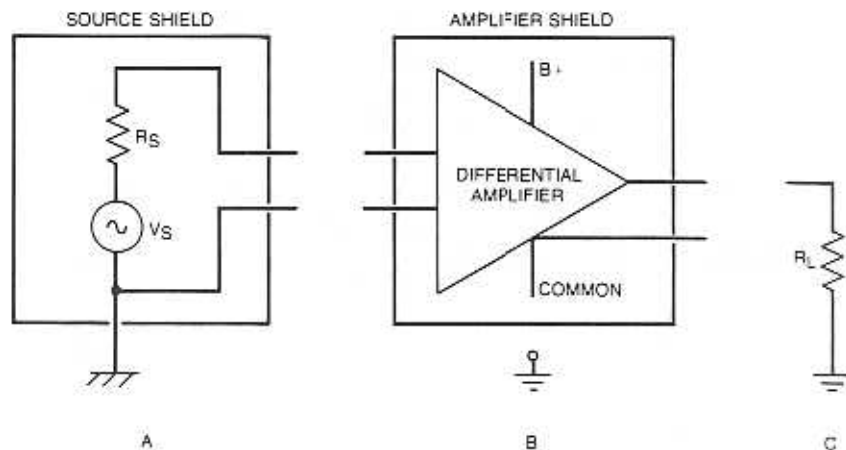 SOURCE SHIELD
AMPLIFIER SHIELD
B+
RS
DIFFERENTIAL
AMPLIFIER
VS
RL
COMMON
A
B
C